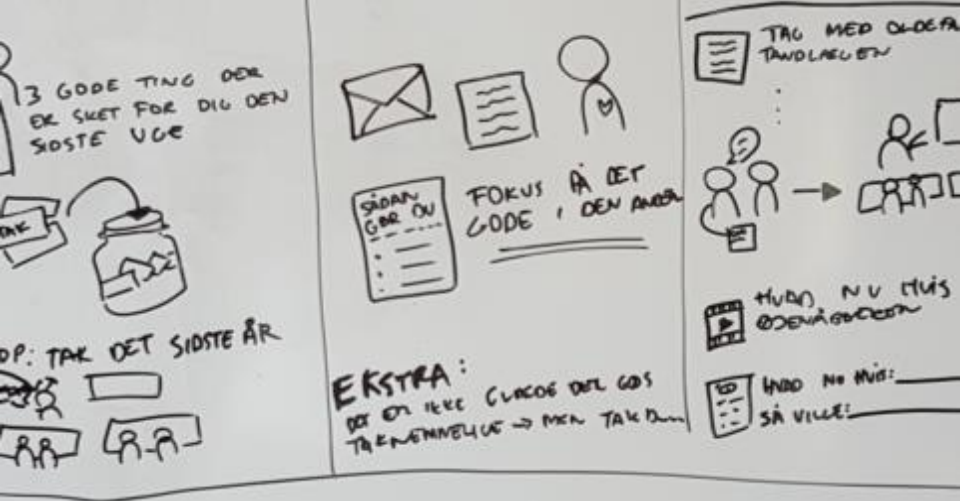 3 GODE TING DER
ER SKET FOR DIG DEN
SIDSTE UGE
TAK
OP: TAK DET SIDSTE ÅR
SÅDAN
GØR DU
FOKUS PÅ DET
GODE I DEN ANDEN
EKSTRA:
DET ER IKKE GLÆDE DER GØR
TAKNEMMELIGE → MEN TAK
TAG MED OLDEFA
TANDLÆGEN
HVAD NU HVIS
HVAD NU HVIS:
SÅ VILLE: